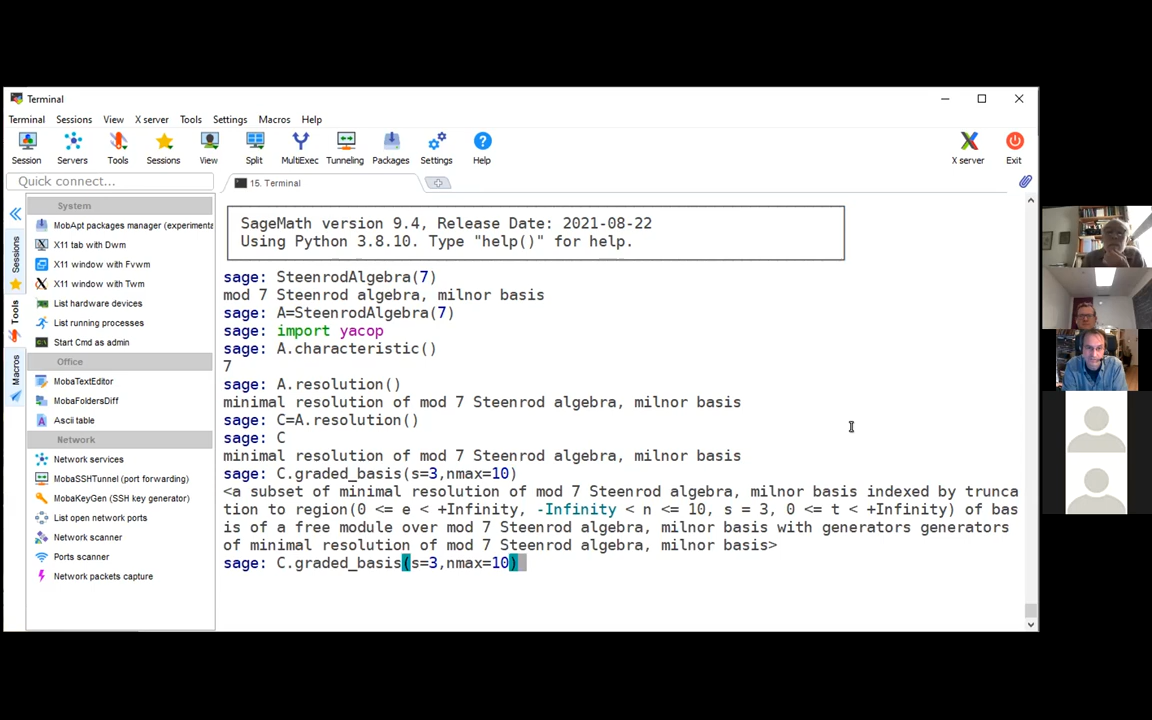 Terminal
Terminal Sessions View X server Tools Settings Macros Help
Session Servers Tools Sessions View Split MultiExec Tunneling Packages Settings Help X server Exit
Quick connect...
15. Terminal
Sessions
Tools
Macros
System
MobApt packages manager (experimenta
X11 tab with Dwm
X11 window with Fvwm
X11 window with Twm
List hardware devices
List running processes
Start Cmd as admin
Office
MobaTextEditor
MobaFoldersDiff
Ascii table
Network
Network services
MobaSSHTunnel (port forwarding)
MobaKeyGen (SSH key generator)
List open network ports
Network scanner
Ports scanner
Network packets capture
SageMath version 9.4, Release Date: 2021-08-22
Using Python 3.8.10. Type "help()" for help.
sage: SteenrodAlgebra(7)
mod 7 Steenrod algebra, milnor basis
sage: A=SteenrodAlgebra(7)
sage: import yacop
sage: A.characteristic()
7
sage: A.resolution()
minimal resolution of mod 7 Steenrod algebra, milnor basis
sage: C=A.resolution()
sage: C
minimal resolution of mod 7 Steenrod algebra, milnor basis
sage: C.graded_basis(s=3,nmax=10)
<a subset of minimal resolution of mod 7 Steenrod algebra, milnor basis indexed by trunca
tion to region(0 <= e < +Infinity, -Infinity < n <= 10, s = 3, 0 <= t < +Infinity) of bas
is of a free module over mod 7 Steenrod algebra, milnor basis with generators generators
of minimal resolution of mod 7 Steenrod algebra, milnor basis>
sage: C.graded_basis(s=3,nmax=10)